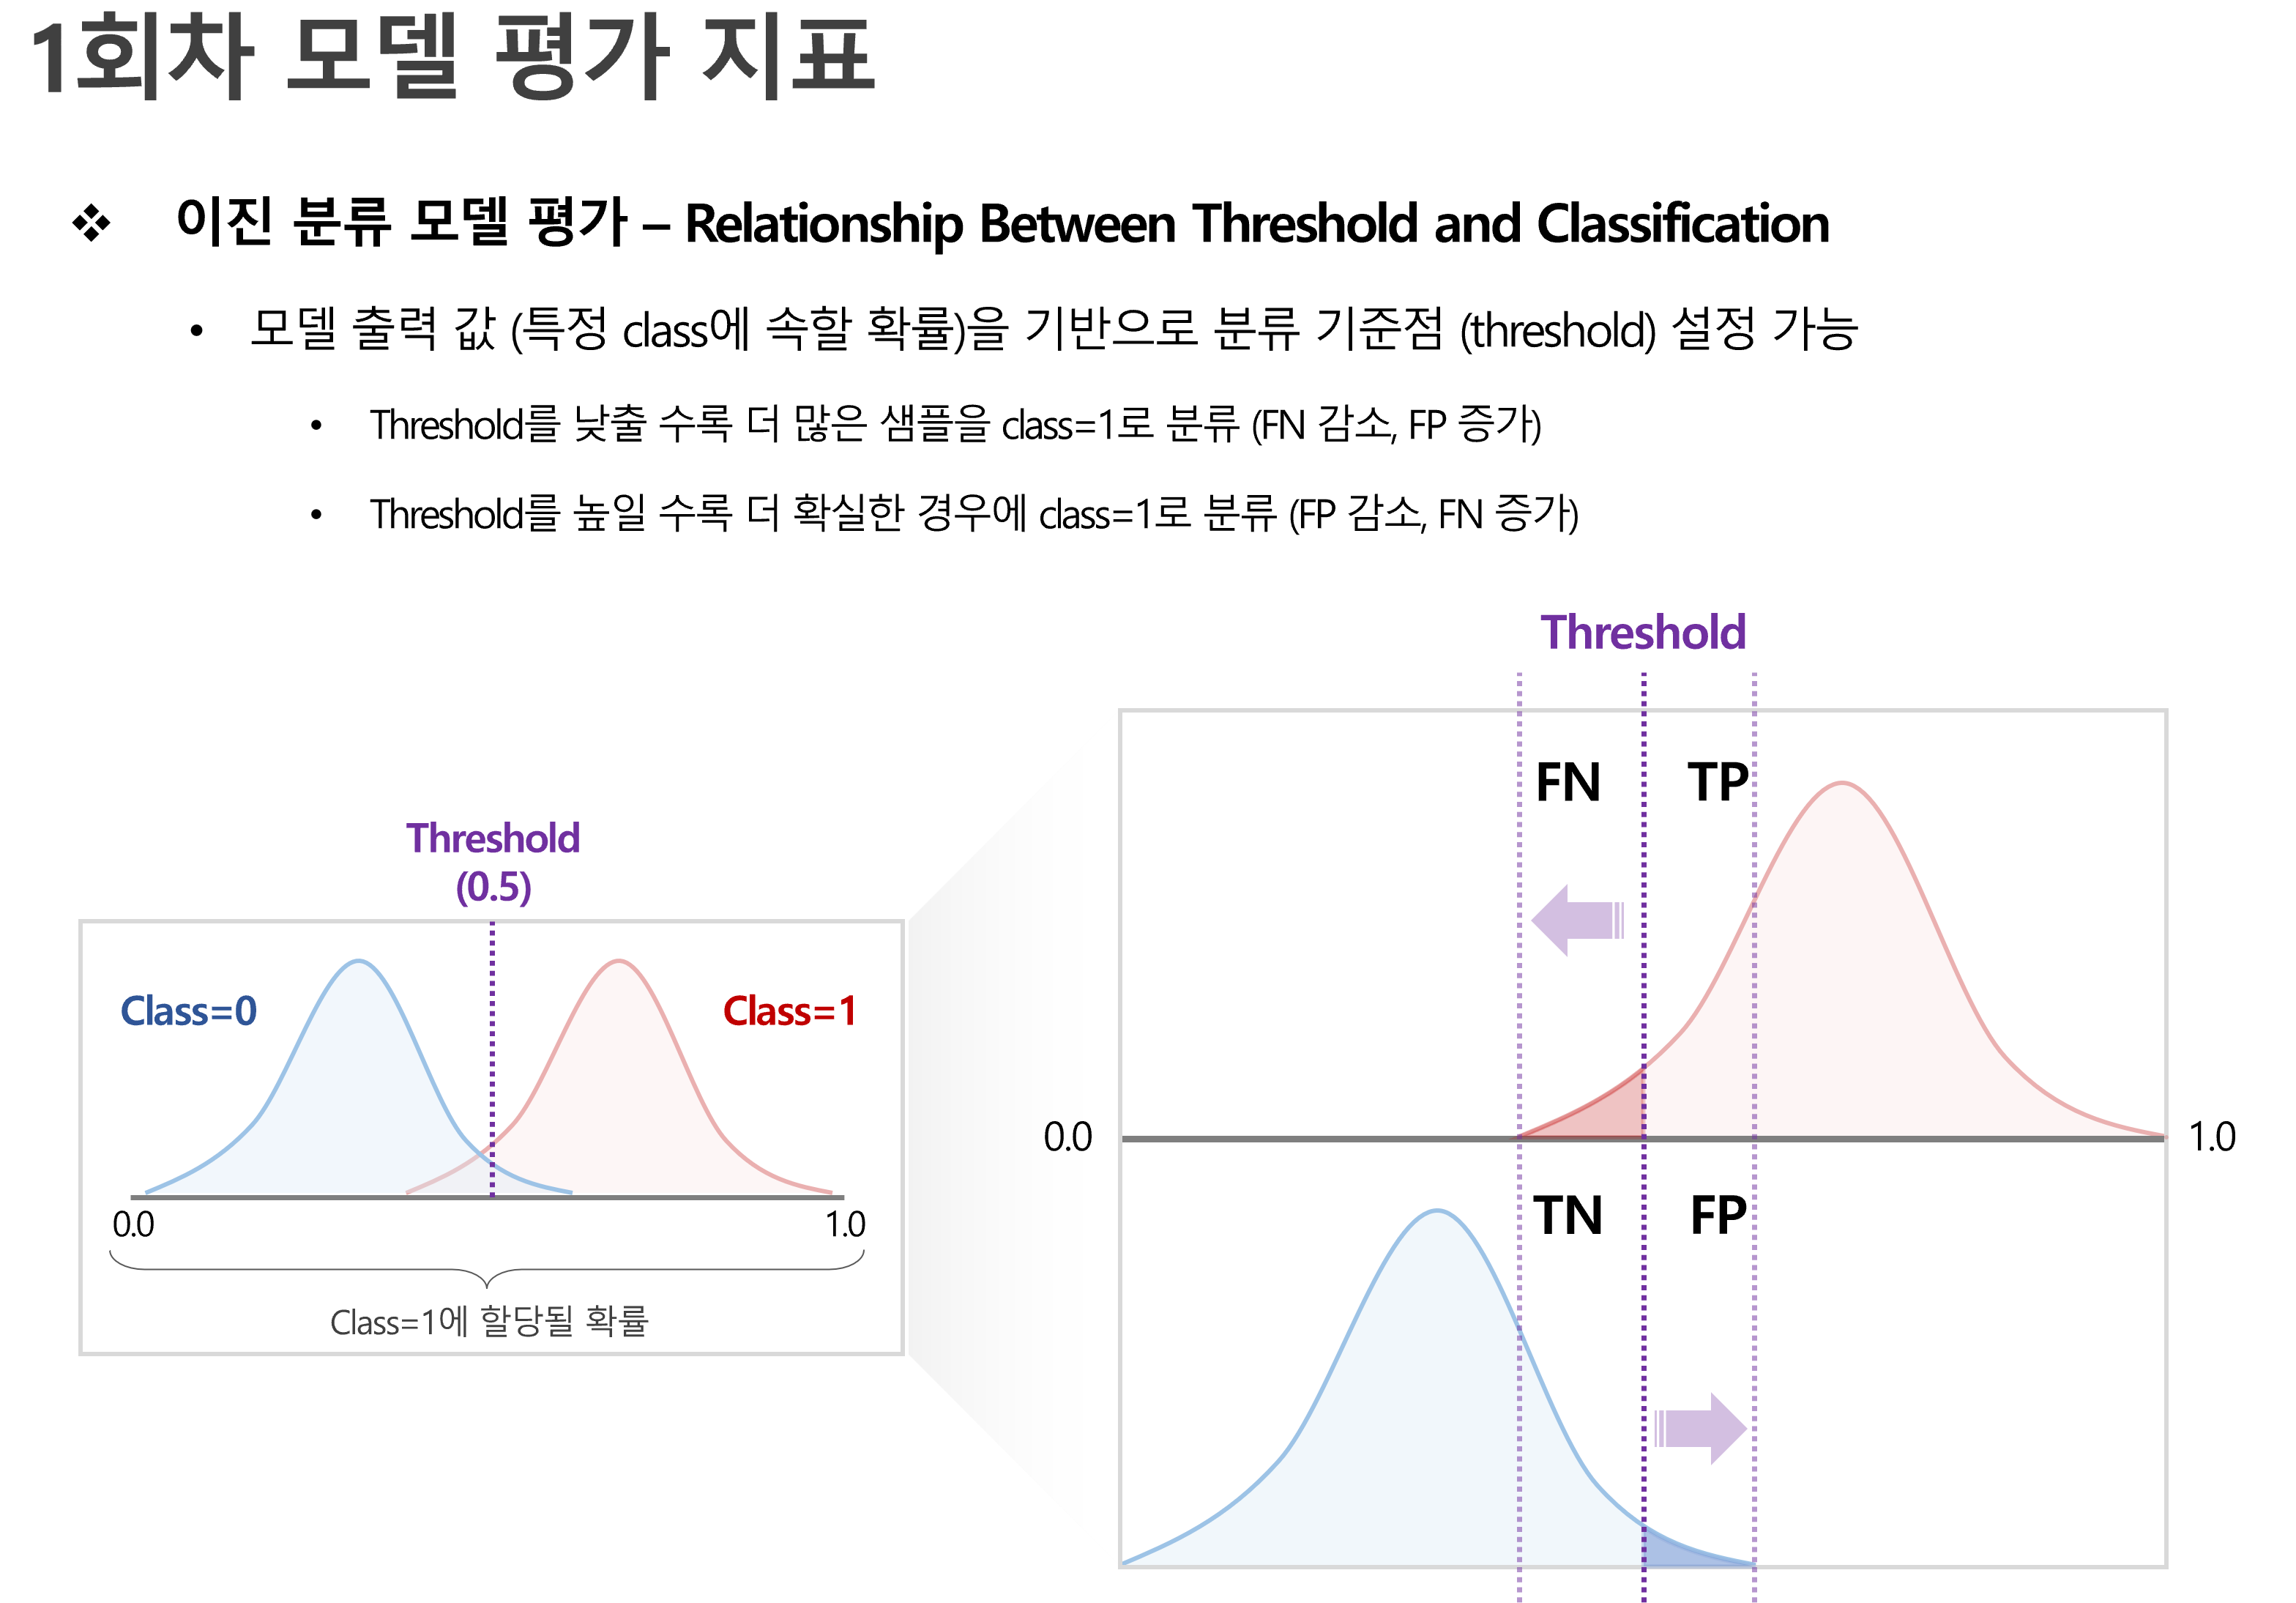 1회차 모델 평가 지표
❖ 이진 분류 모델 평가 – Relationship Between Threshold and Classification
• 모델 출력 값 (특정 class에 속할 확률)을 기반으로 분류 기준점 (threshold) 설정 가능
• Threshold를 낮출 수록 더 많은 샘플을 class=1로 분류 (FN 감소, FP 증가)
• Threshold를 높일 수록 더 확실한 경우에 class=1로 분류 (FP 감소, FN 증가)
Threshold
(0.5)
Class=0
Class=1
0.0
1.0
Class=1에 할당될 확률
Threshold
FN
TP
0.0
1.0
TN
FP